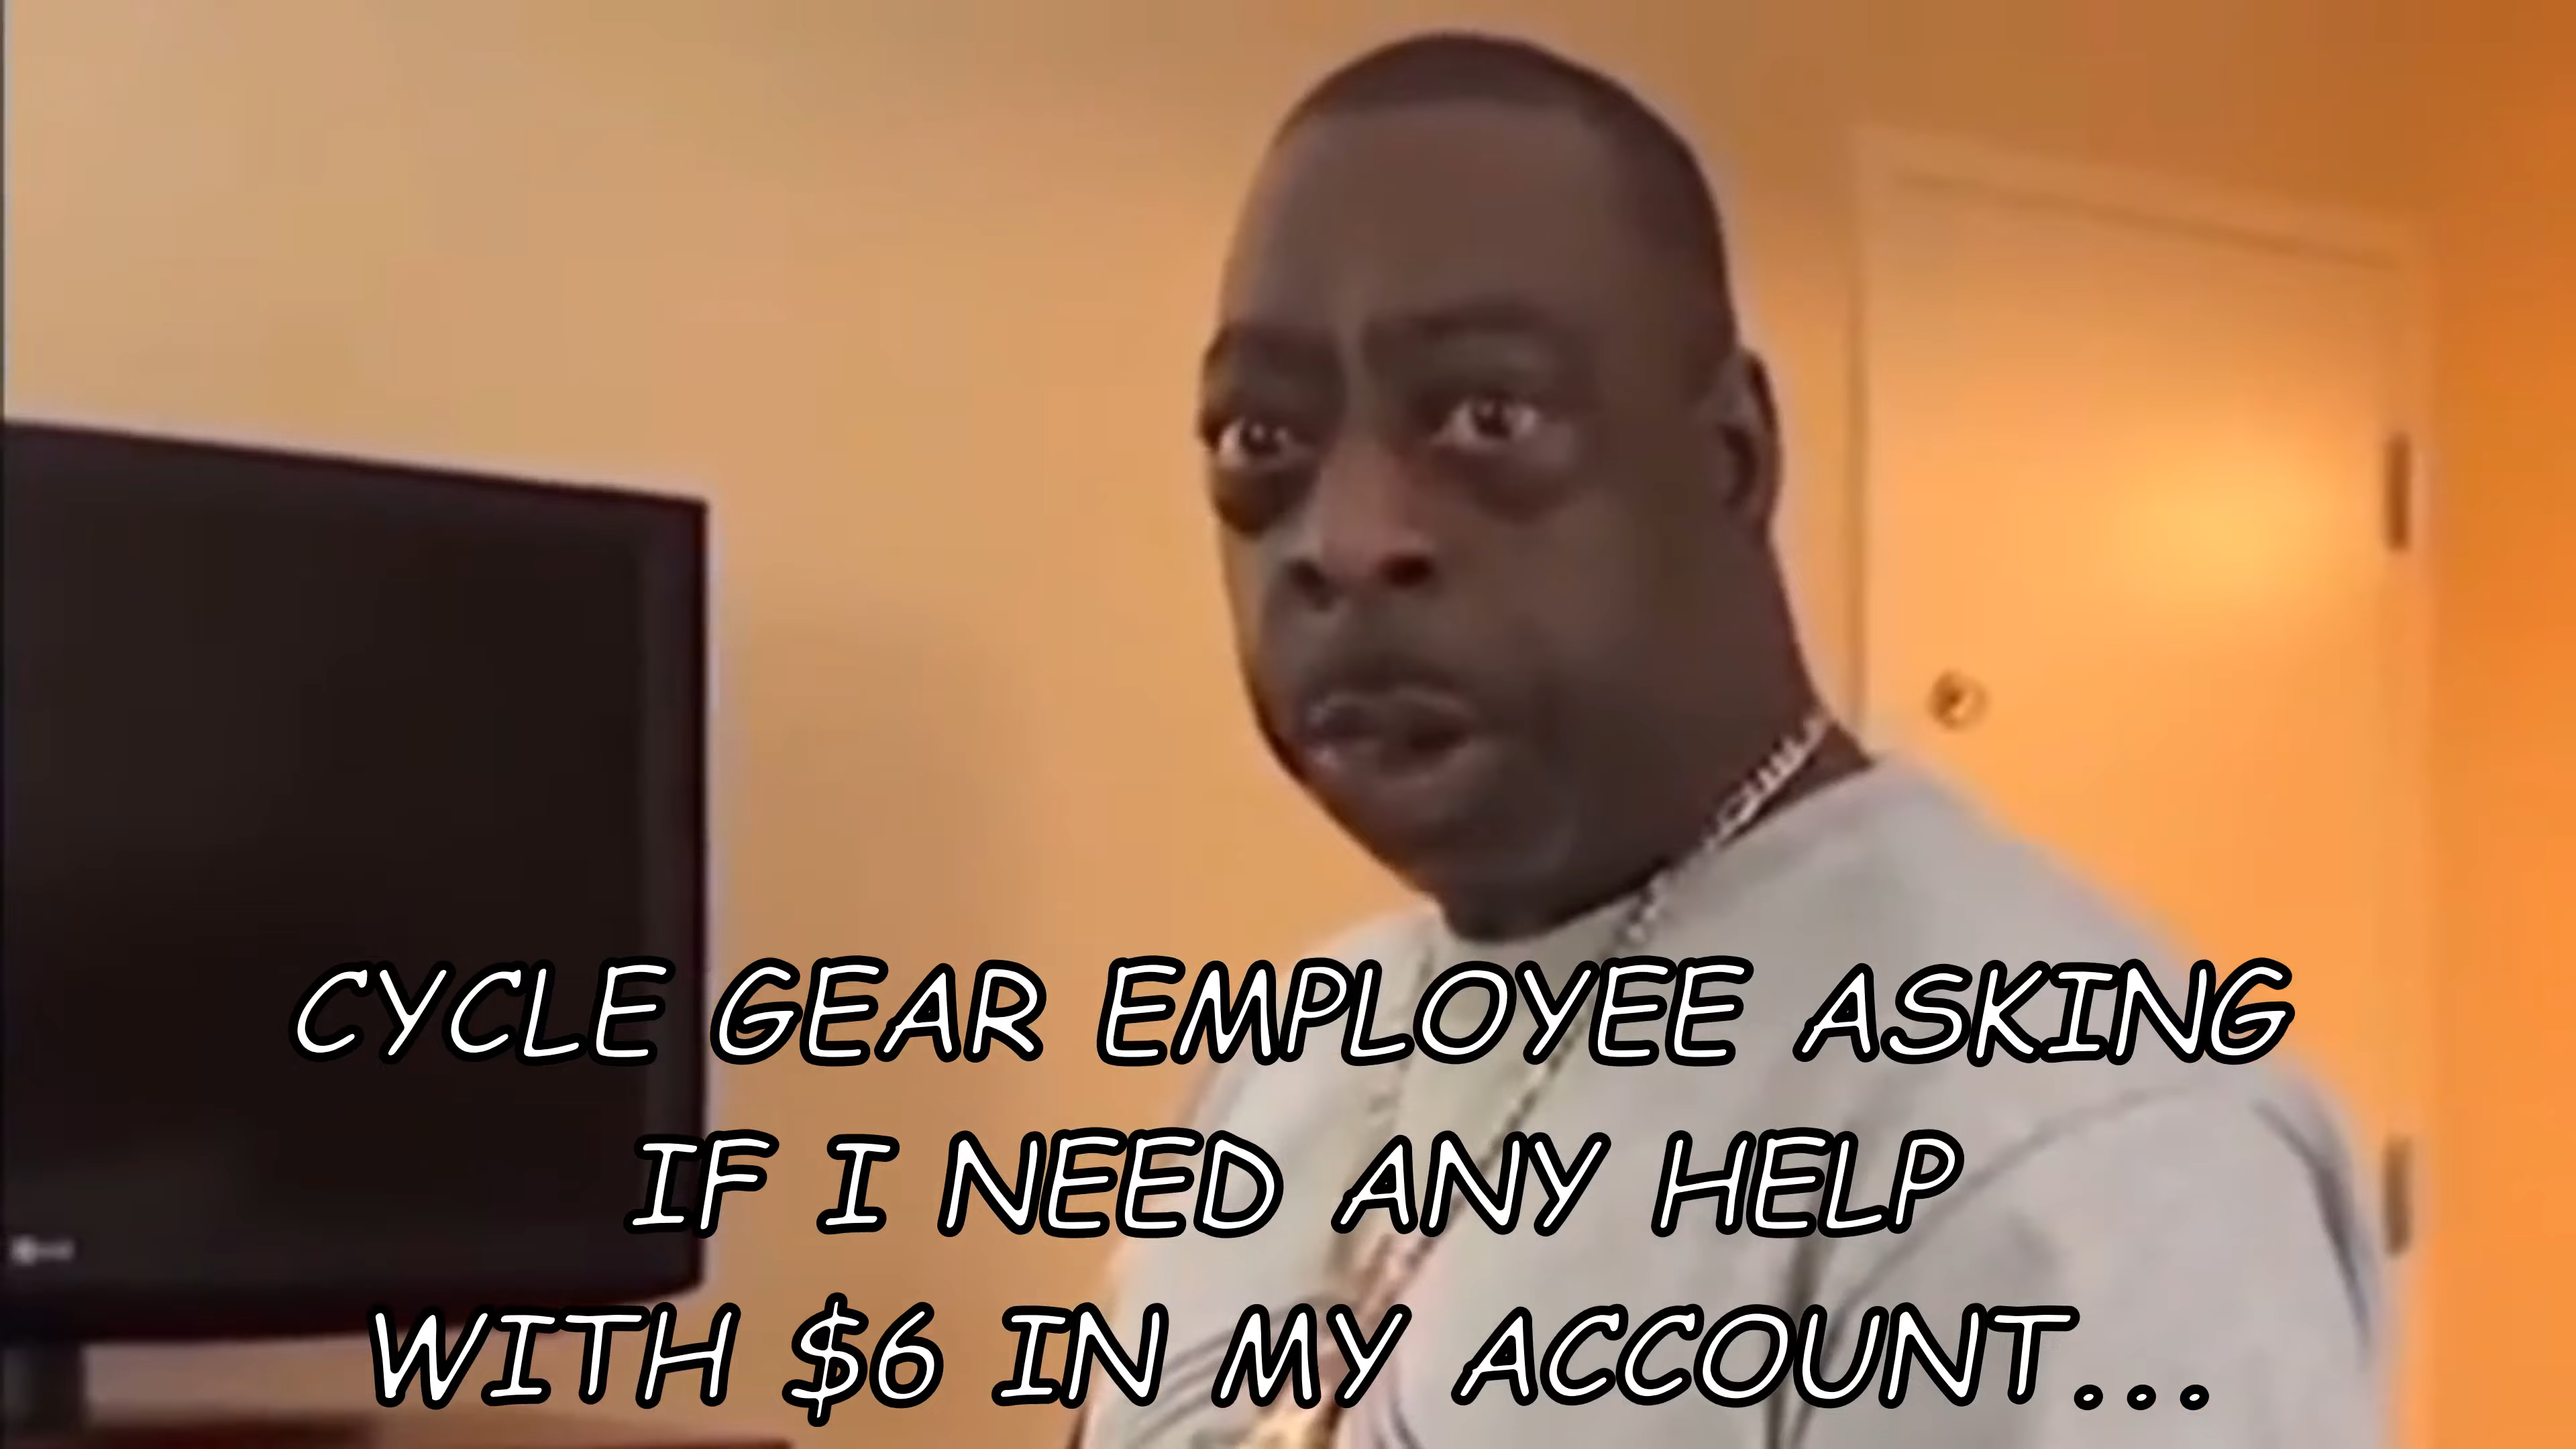 CYCLE GEAR EMPLOYEE ASKING
IF I NEED ANY HELP
WITH $6 IN MY ACCOUNT...